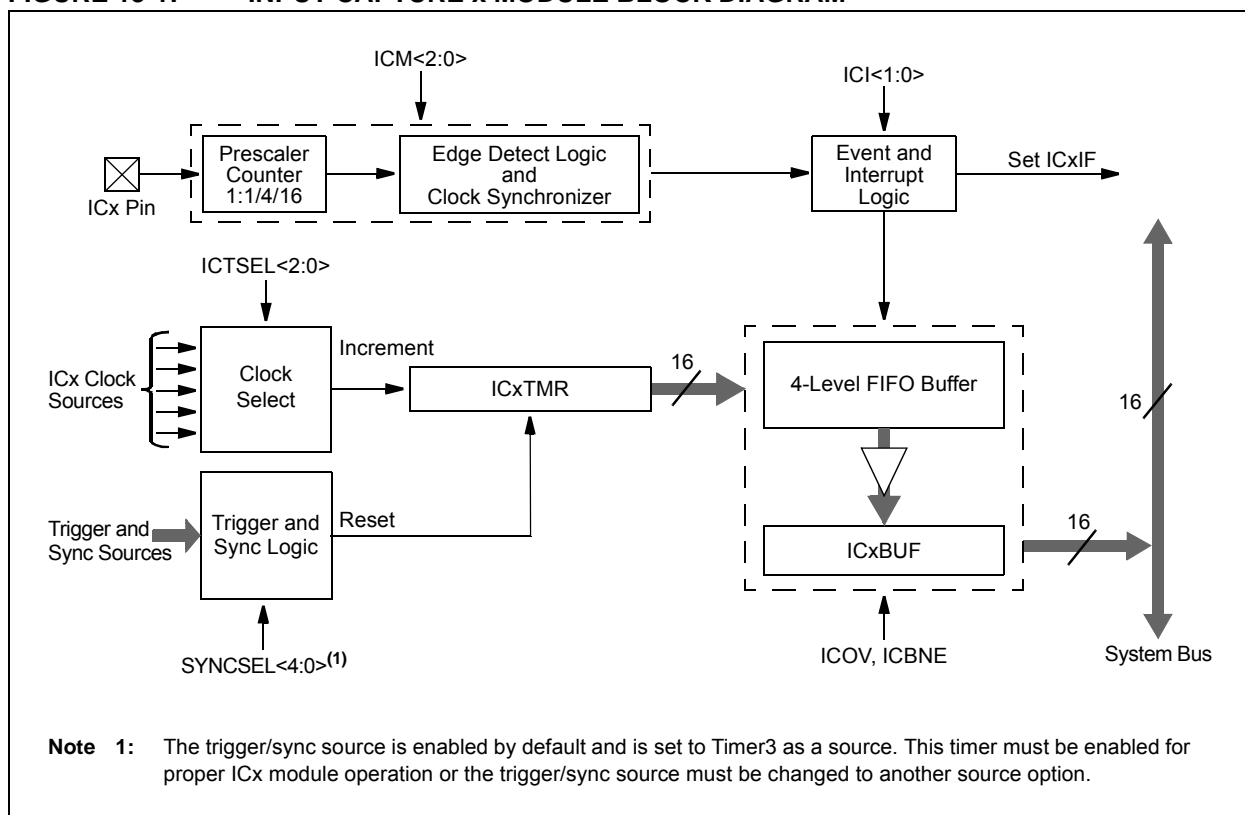 ICM<2:0>
ICI<1:0>
Prescaler
Counter
1:1/4/16
Edge Detect Logic
and
Clock Synchronizer
Event and
Interrupt
Logic
Set ICxIF
ICx Pin
ICTSEL<2:0>
ICx Clock
Sources
Clock
Select
Increment
ICxTMR
16
4-Level FIFO Buffer
16
Trigger and
Sync Sources
Trigger and
Sync Logic
Reset
ICxBUF
16
SYNCSEL<4:0>(1)
ICOV, ICBNE
System Bus
Note 1: The trigger/sync source is enabled by default and is set to Timer3 as a source. This timer must be enabled for
proper ICx module operation or the trigger/sync source must be changed to another source option.